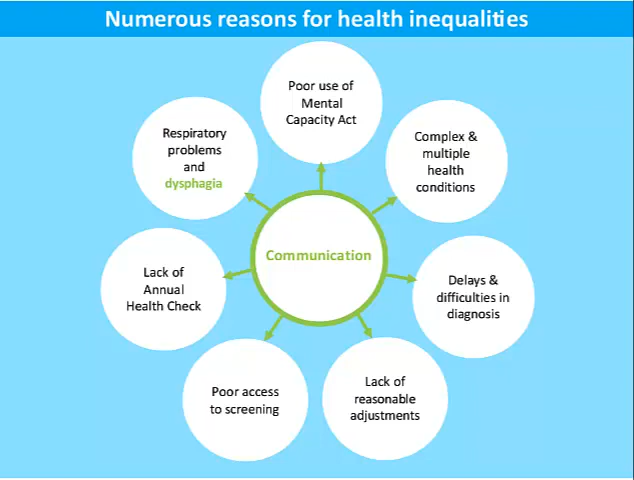 Numerous reasons for health inequalities
Poor use of
Mental
Capacity Act
Complex &
multiple
health
conditions
Delays &
difficulties in
diagnosis
Lack of
reasonable
adjustments
Poor access
to screening
Lack of
Annual
Health Check
Respiratory
problems
and
dysphagia
Communication